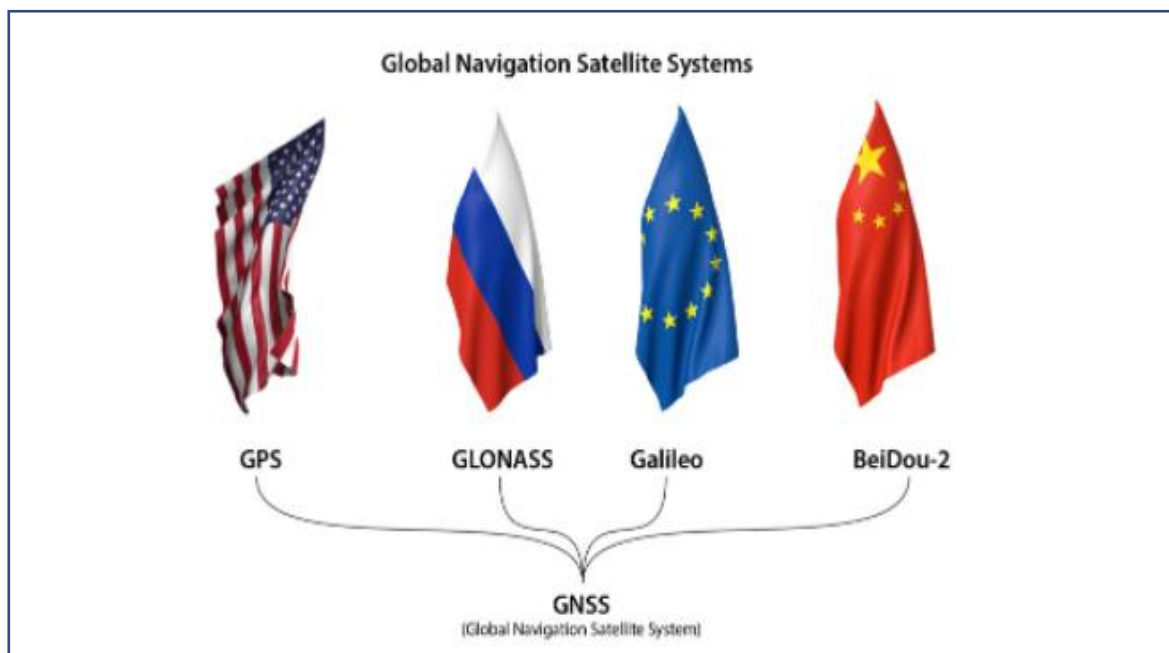 Global Navigation Satellite Systems
GPS
GLONASS
Galileo
BeiDou-2
GNSS
(Global Navigation Satellite System)